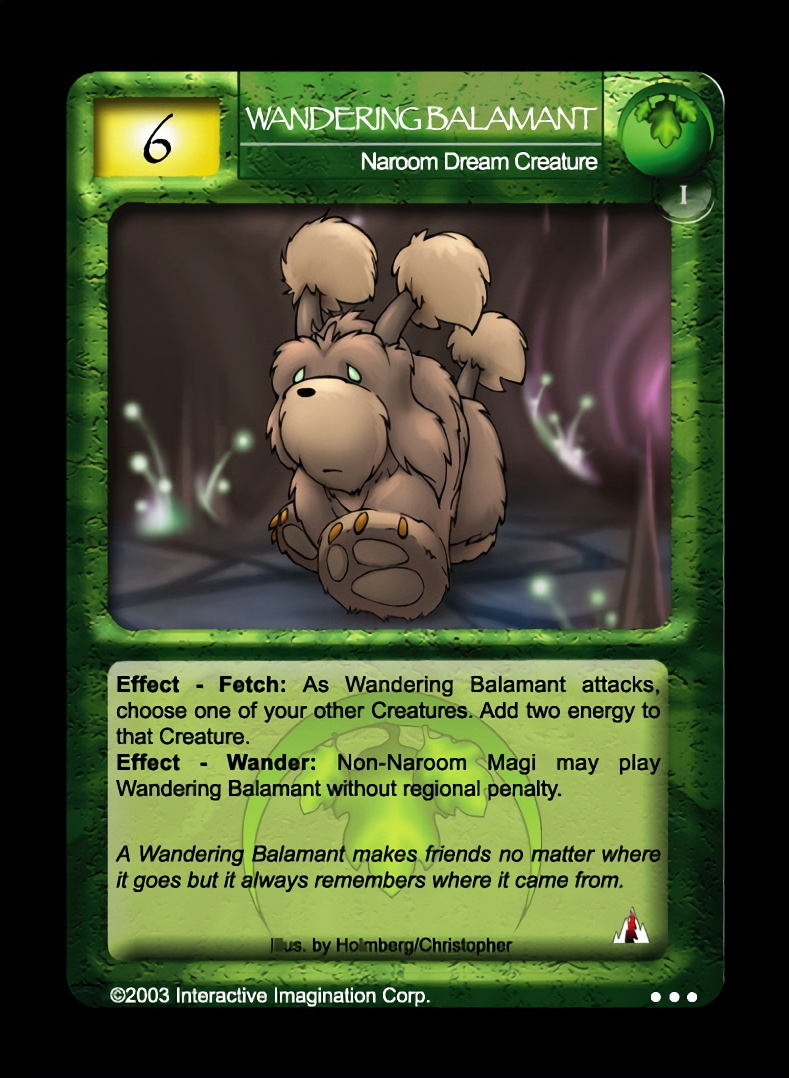 6
WANDERING BALAMANT
Naroom Dream Creature
I
Effect - Fetch: As Wandering Balamant attacks,
choose one of your other Creatures. Add two energy to
that Creature.
Effect - Wander: Non-Naroom Magi may play
Wandering Balamant without regional penalty.
A Wandering Balamant makes friends no matter where
it goes but it always remembers where it came from.
Illus. by Holmberg/Christopher
©2003 Interactive Imagination Corp.